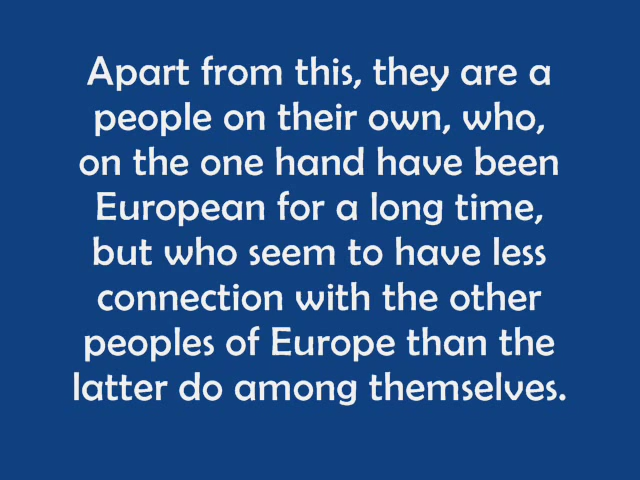 Apart from this, they are a
people on their own, who,
on the one hand have been
European for a long time,
but who seem to have less
connection with the other
peoples of Europe than the
latter do among themselves.